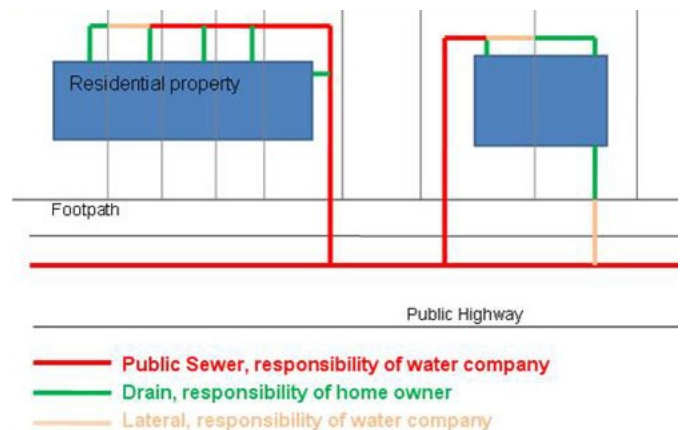 Residential property
Footpath
Public Highway
Public Sewer, responsibility of water company
Drain, responsibility of home owner
Lateral, responsibility of water company